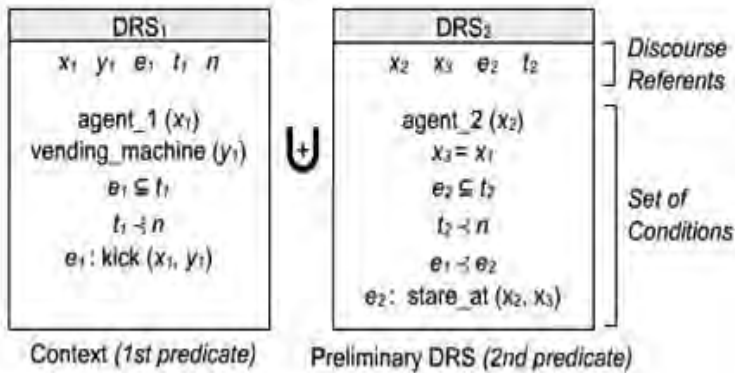 DRS₁
x₁ y₁ e₁ t₁ n
agent_1 (x₁)
vending_machine (y₁)
e₁ ⊆ t₁
t₁ ⊰ n
e₁ : kick (x₁, y₁)
Context (1st predicate)
⊎
DRS₂
x₂ x₃ e₂ t₂
agent_2 (x₂)
x₃ = x₁
e₂ ⊆ t₂
t₂ ⊰ n
e₁ ⊰ e₂
e₂ : stare_at (x₂, x₃)
Preliminary DRS (2nd predicate)
Discourse
Referents
Set of
Conditions